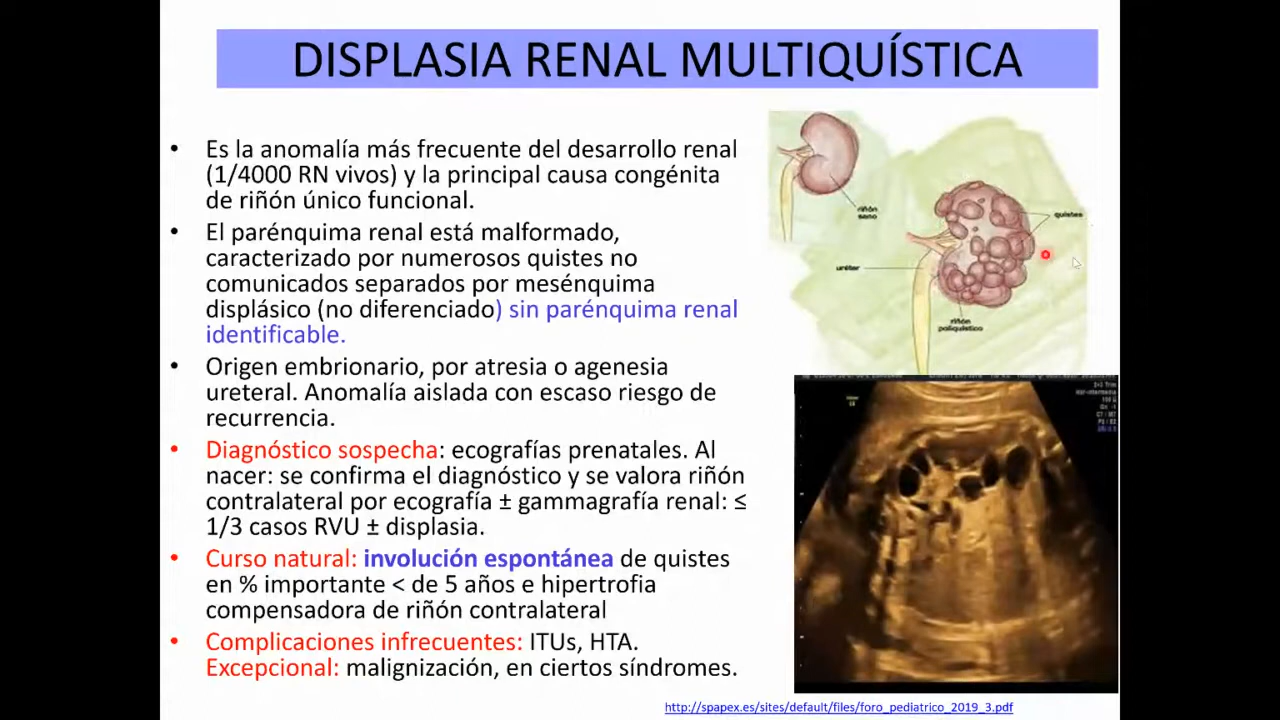 DISPLASIA RENAL MULTIQUÍSTICA
• Es la anomalía más frecuente del desarrollo renal
(1/4000 RN vivos) y la principal causa congénita
de riñón único funcional.
• El parénquima renal está malformado,
caracterizado por numerosos quistes no
comunicados separados por mesénquima
displásico (no diferenciado) sin parénquima renal
identificable.
• Origen embrionario, por atresia o agenesia
ureteral. Anomalía aislada con escaso riesgo de
recurrencia.
• Diagnóstico sospecha: ecografías prenatales. Al
nacer: se confirma el diagnóstico y se valora riñón
contralateral por ecografía ± gammagrafía renal: ≤
1/3 casos RVU ± displasia.
• Curso natural: involución espontánea de quistes
en % importante < de 5 años e hipertrofia
compensadora de riñón contralateral
• Complicaciones infrecuentes: ITUs, HTA.
Excepcional: malignización, en ciertos síndromes.
riñón
sano
quistes
uréter
riñón
poliquístico
http://spapex.es/sites/default/files/foro_pediatrico_2019_3.pdf